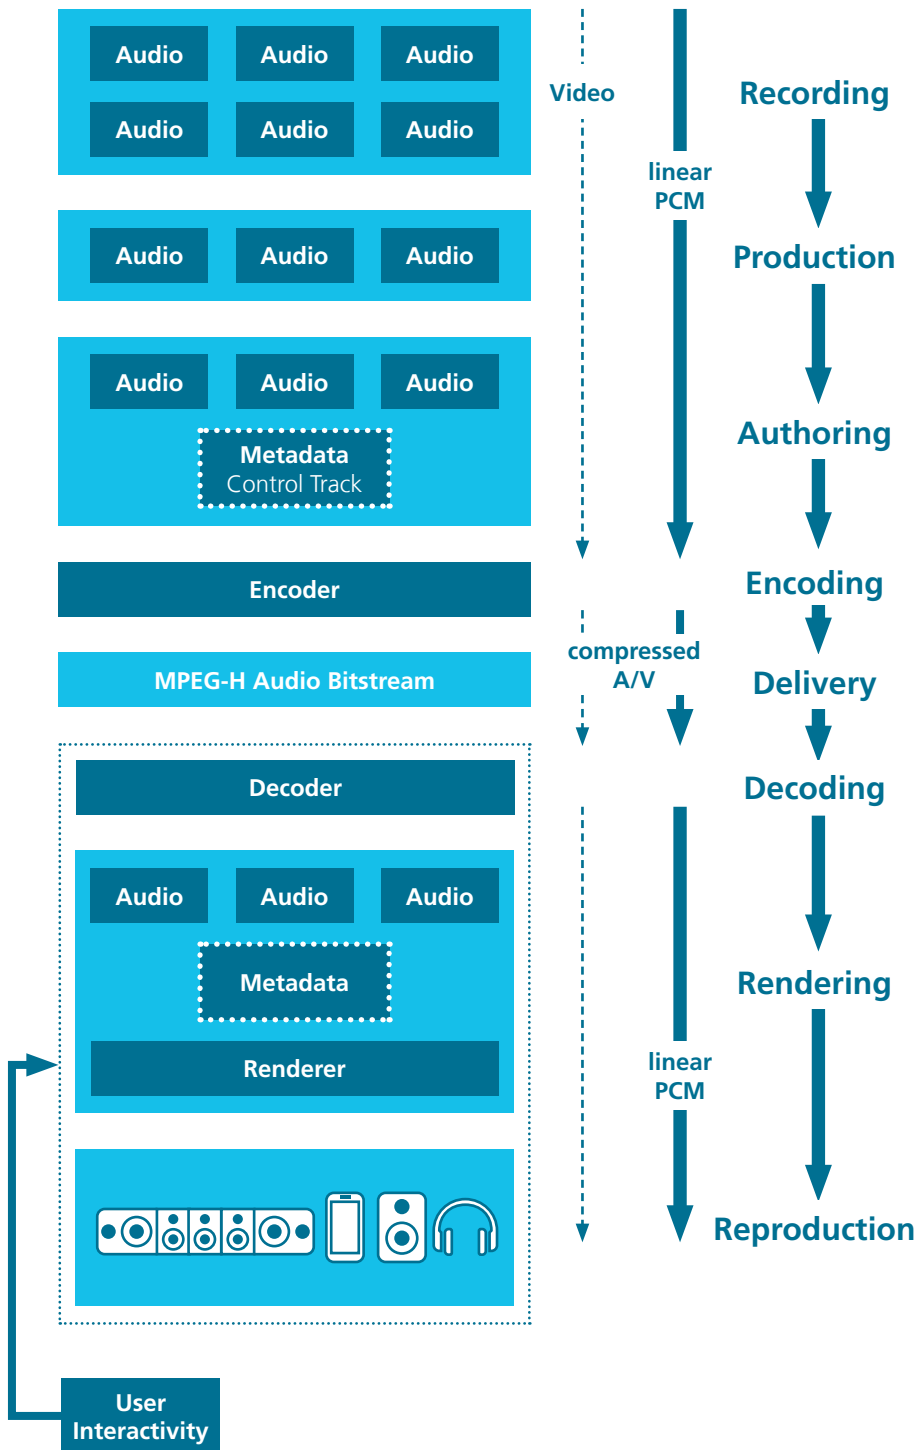 Audio Audio Audio
Audio Audio Audio
Video
linear
PCM
Recording
Audio Audio Audio
Production
Audio Audio Audio
Metadata
Control Track
Authoring
Encoder
Encoding
MPEG-H Audio Bitstream
compressed
A/V
Delivery
Decoder
Decoding
Audio Audio Audio
Metadata
Rendering
Renderer
linear
PCM
Reproduction
User
Interactivity